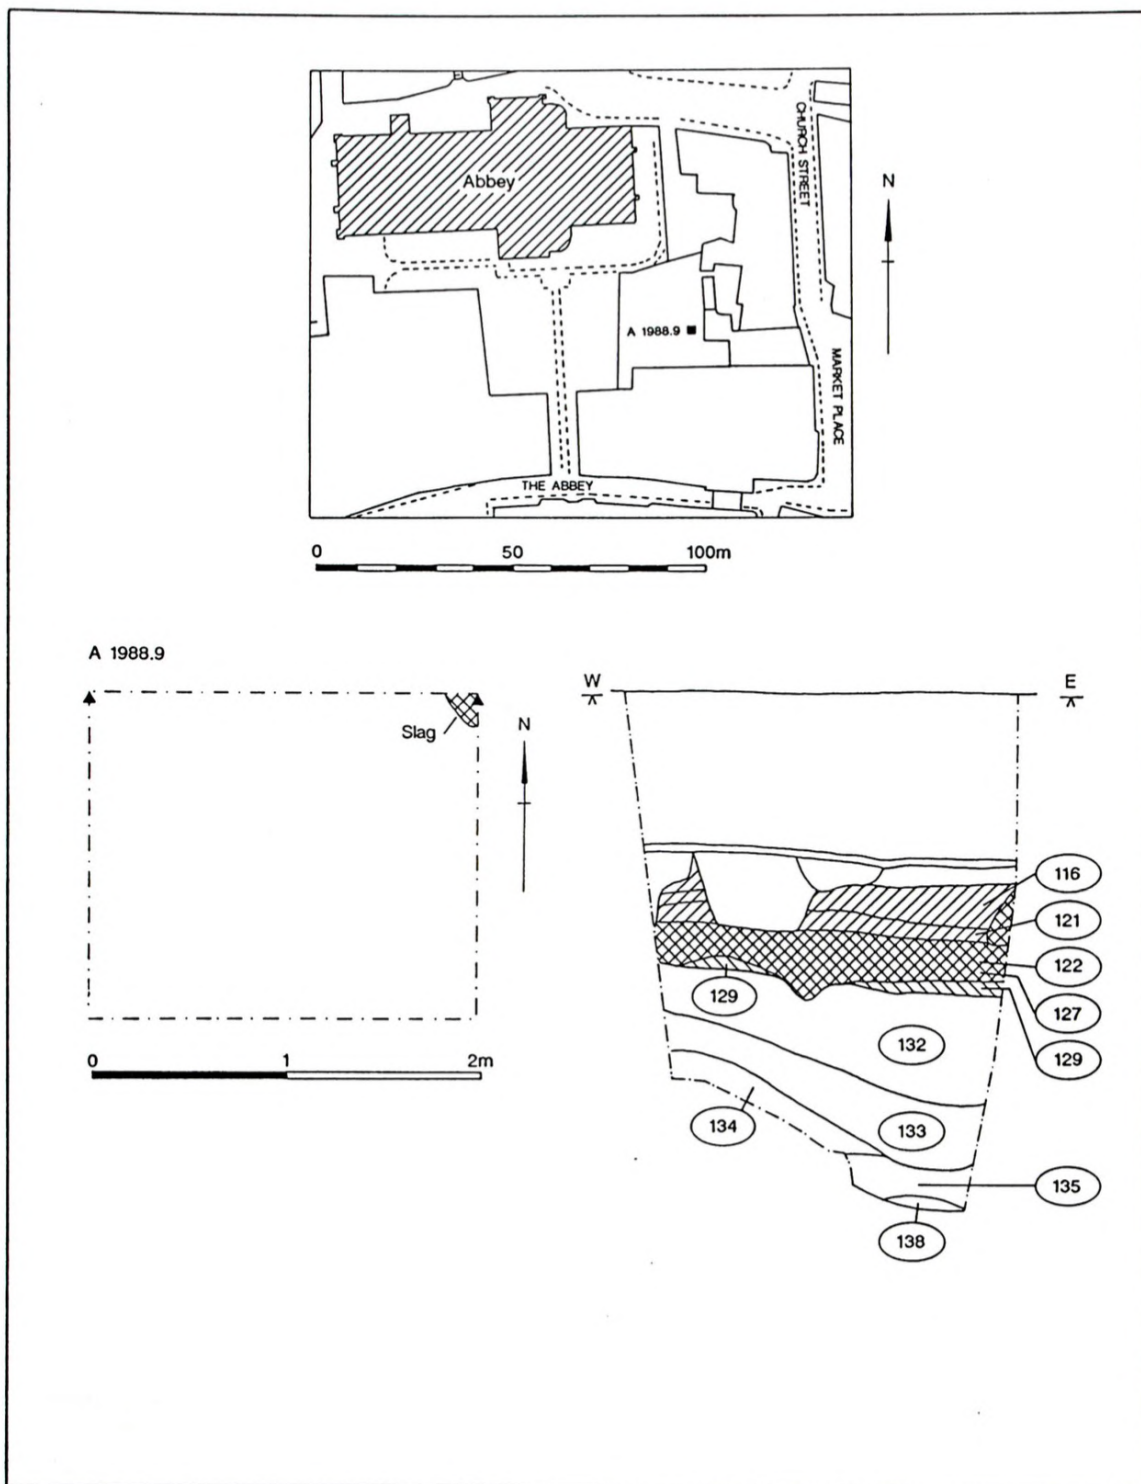 Abbey
CHURCH STREET
N
A 1988.9
MARKET PLACE
THE ABBEY
0 50 100m
A 1988.9
Slag
N
0 1 2m
W E
116
121
122
129
127
132
129
134
133
135
138